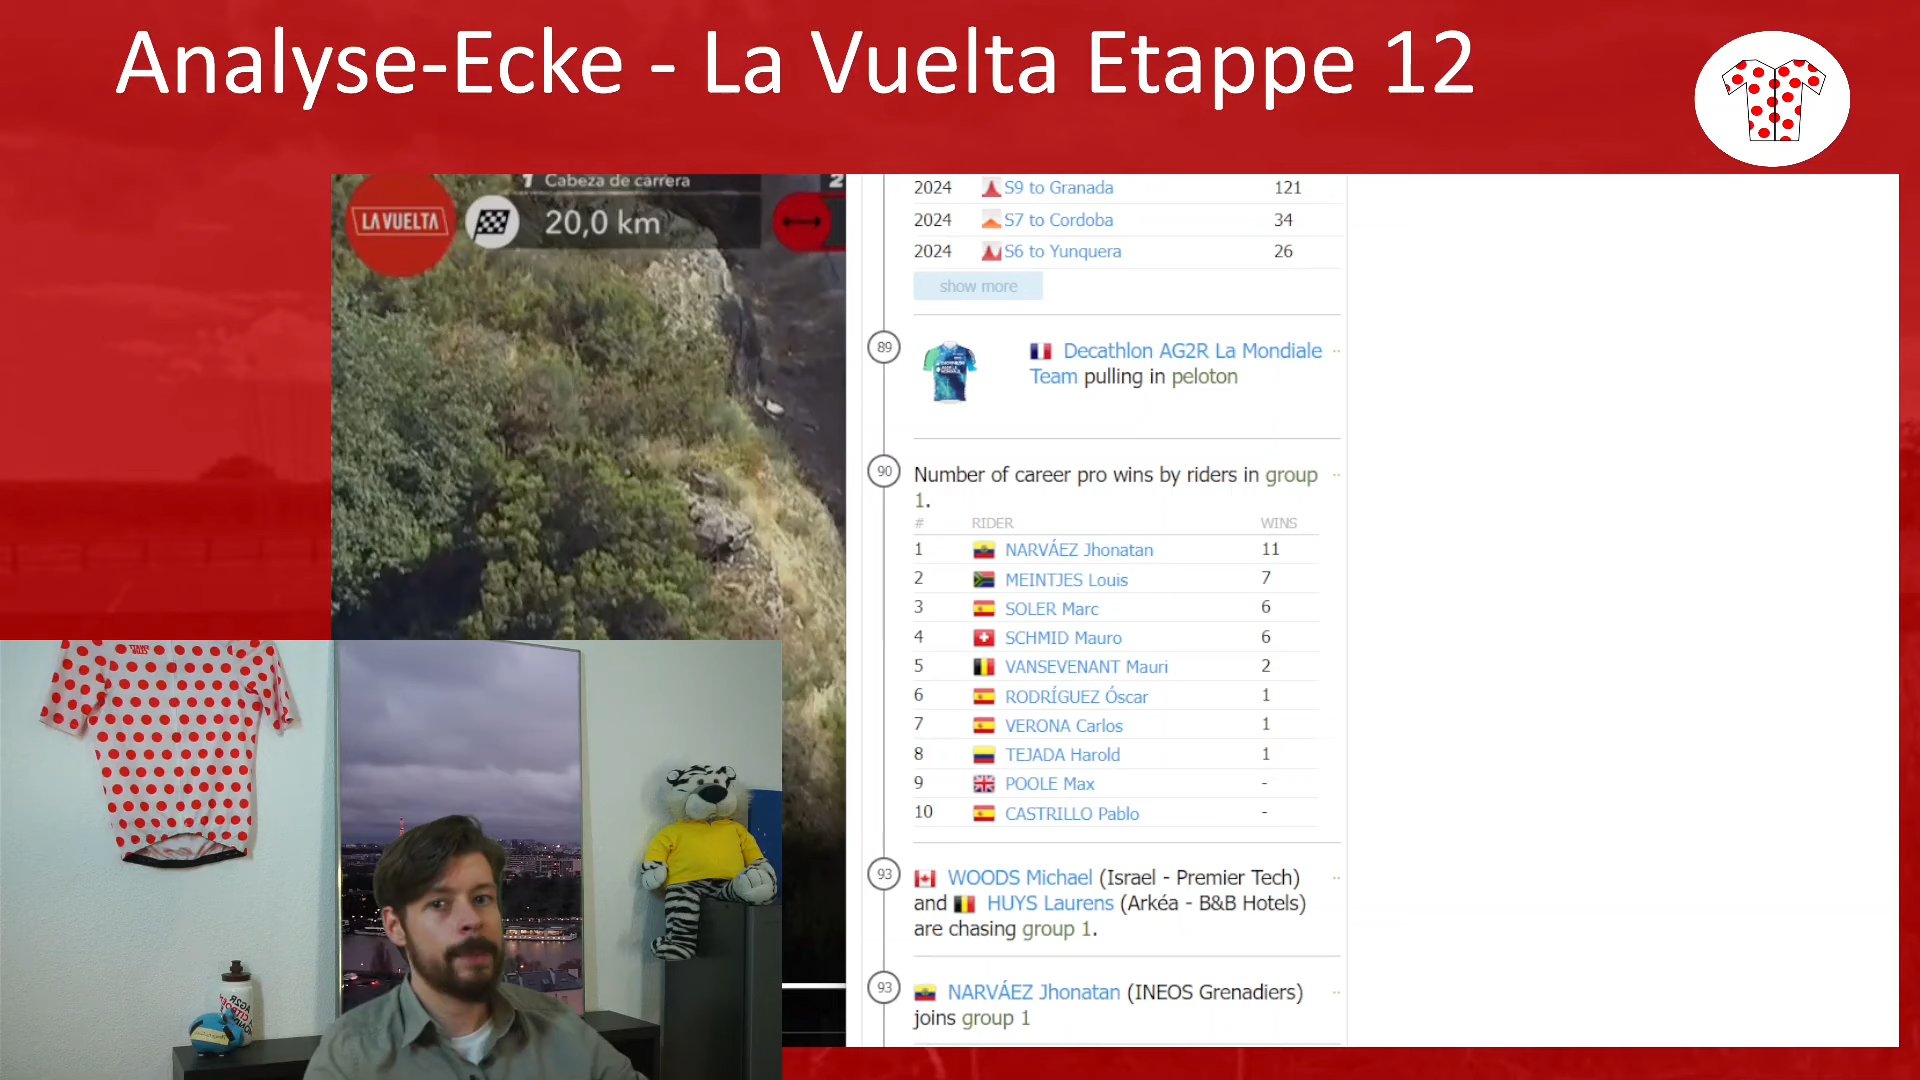 Analyse-Ecke - La Vuelta Etappe 12
1 Cabeza de carrera
2
LA VUELTA
20,0 km
2024 S9 to Granada 121
2024 S7 to Cordoba 34
2024 S6 to Yunquera 26
show more
89
Decathlon AG2R La Mondiale
Team pulling in peloton
90
Number of career pro wins by riders in group
1.
# RIDER WINS
1 NARVÁEZ Jhonatan 11
2 MEINTJES Louis 7
3 SOLER Marc 6
4 SCHMID Mauro 6
5 VANSEVENANT Mauri 2
6 RODRÍGUEZ Óscar 1
7 VERONA Carlos 1
8 TEJADA Harold 1
9 POOLE Max -
10 CASTRILLO Pablo -
93
WOODS Michael (Israel - Premier Tech)
and HUYS Laurens (Arkéa - B&B Hotels)
are chasing group 1.
93
NARVÁEZ Jhonatan (INEOS Grenadiers)
joins group 1